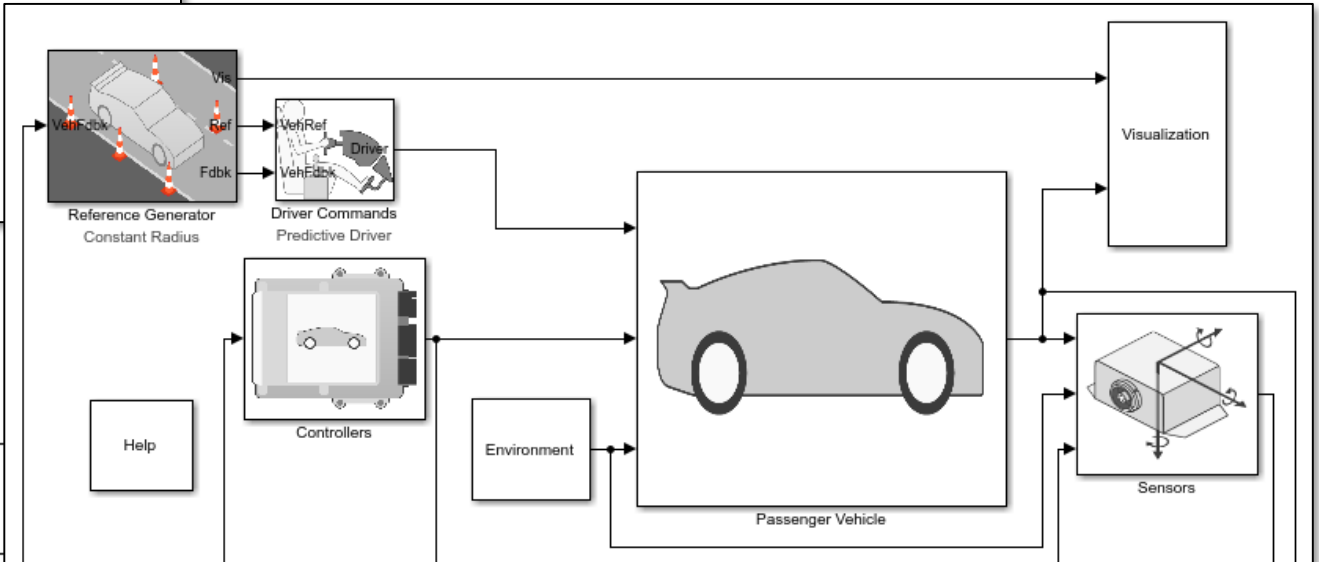 Vis
VehFdbk
Ref
Fdbk
Reference Generator
Constant Radius
VehRef
Driver
VehFdbk
Driver Commands
Predictive Driver
Visualization
Controllers
Help
Environment
Passenger Vehicle
Sensors